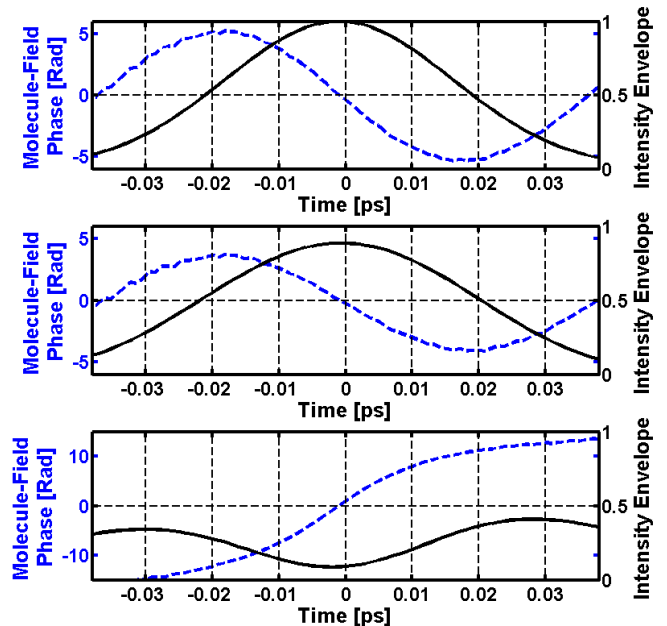 Molecule-Field
Phase [Rad]
5
0
-5
1
0.5
0
Intensity Envelope
-0.03 -0.02 -0.01 0 0.01 0.02 0.03
Time [ps]
Molecule-Field
Phase [Rad]
5
0
-5
1
0.5
0
Intensity Envelope
-0.03 -0.02 -0.01 0 0.01 0.02 0.03
Time [ps]
Molecule-Field
Phase [Rad]
10
0
-10
1
0.5
0
Intensity Envelope
-0.03 -0.02 -0.01 0 0.01 0.02 0.03
Time [ps]